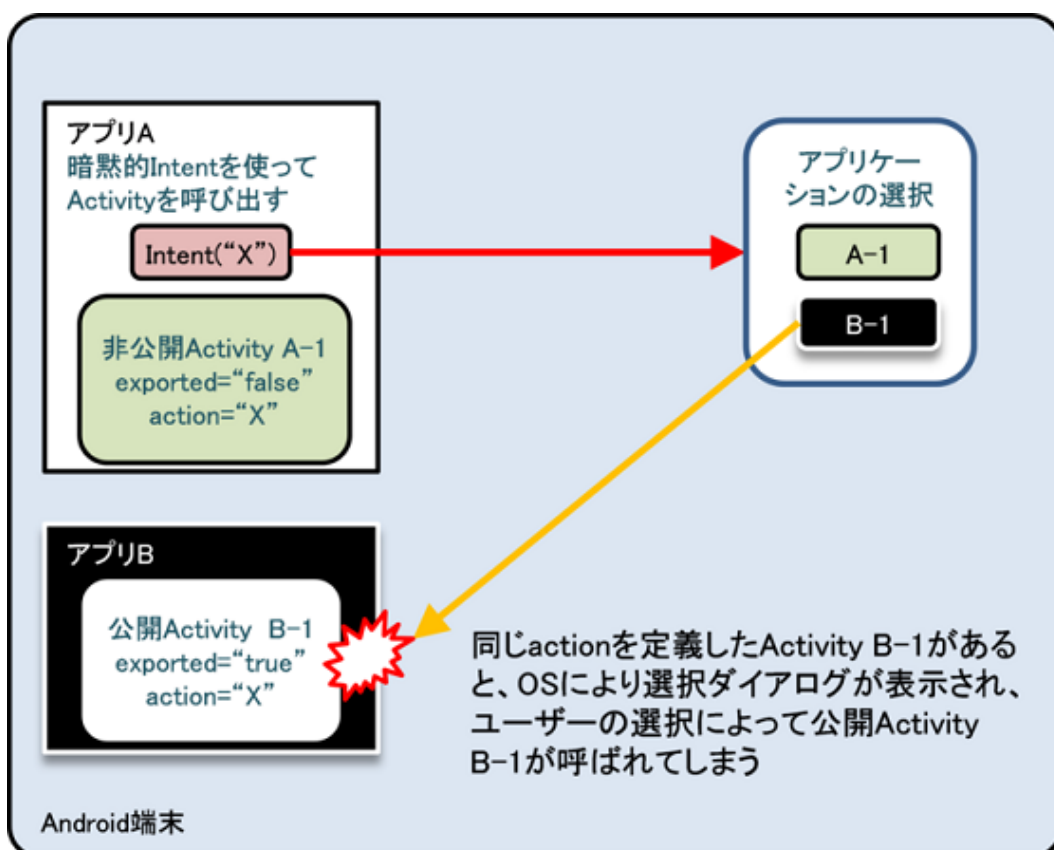 アプリA
暗黙的Intentを使って
Activityを呼び出す
Intent(“X”)
非公開Activity A-1
exported=“false”
action=“X”
アプリケー
ションの選択
A-1
B-1
アプリB
公開Activity B-1
exported=“true”
action=“X”
同じactionを定義したActivity B-1がある
と、OSにより選択ダイアログが表示され、
ユーザーの選択によって公開Activity
B-1が呼ばれてしまう
Android端末